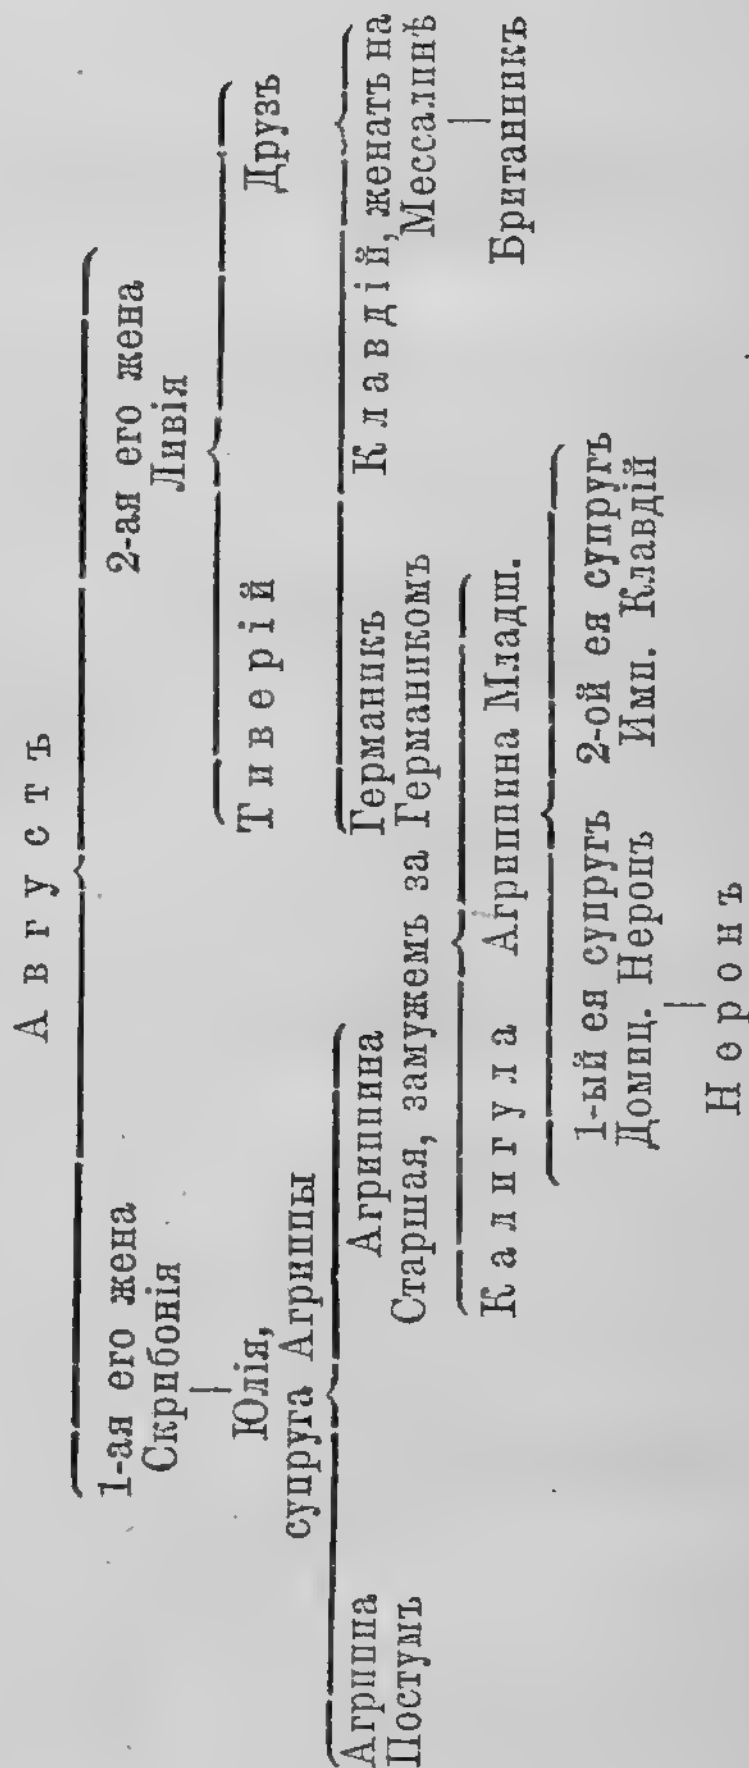 Августъ
1-ая его жена
Скрибонія
2-ая его жена
Ливія
Юлія,
супруга Агриппы
Тиверій
Друзъ
Агриппа
Постумъ
Агриппина
Старшая, замужемъ за Германикомъ
Германикъ
Клавдій, женатъ на
Мессалинѣ
Британникъ
Калигула
Агриппина Младш.
1-ый ея супругъ
Домиц. Неронъ
2-ой ея супругъ
Имп. Клавдій
Неронъ